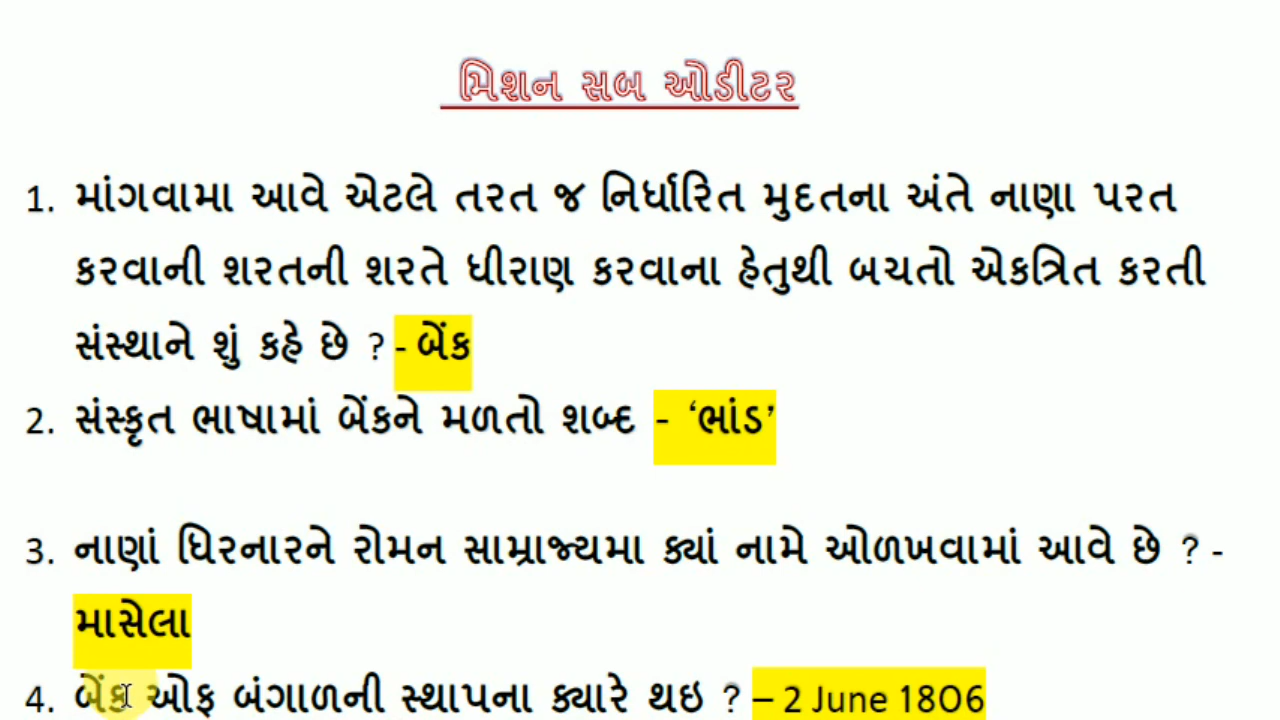 મિશન સબ ઓડીટર
1. માંગવામા આવે એટલે તરત જ નિર્ધારિત મુદતના અંતે નાણા પરત
કરવાની શરતની શરતે ધીરાણ કરવાના હેતુથી બચતો એકત્રિત કરતી
સંસ્થાને શું કહે છે ? - બેંક
2. સંસ્કૃત ભાષામાં બેંકને મળતો શબ્દ - ‘ભાંડ’
3. નાણાં ધિરનારને રોમન સામ્રાજ્યમા ક્યાં નામે ઓળખવામાં આવે છે ? -
માસેલા
4. બેંક ઓફ બંગાળની સ્થાપના ક્યારે થઇ ? – 2 June 1806